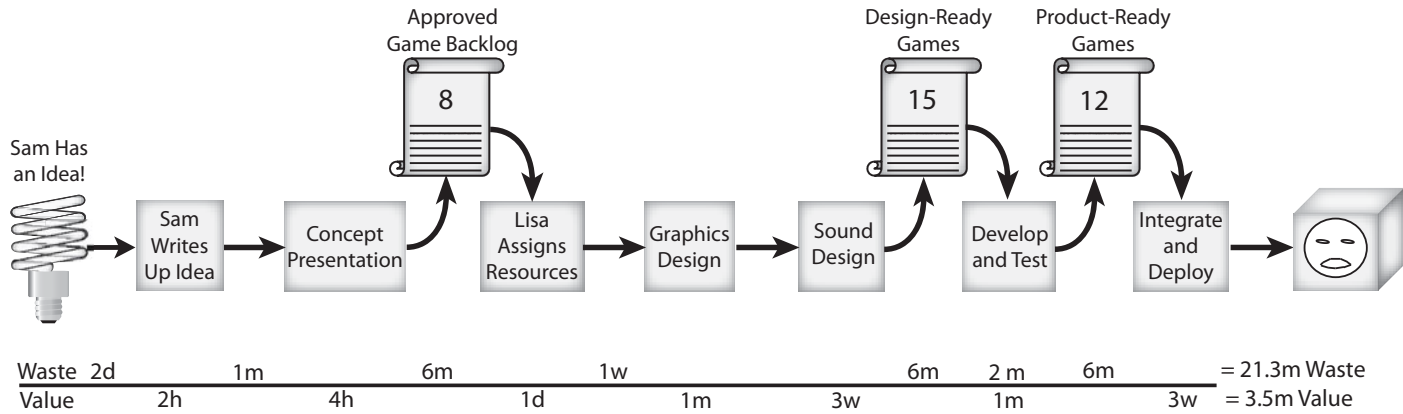 Approved
Game Backlog
8
Design-Ready
Games
15
Product-Ready
Games
12
Sam Has
an Idea!
Sam
Writes
Up Idea
Concept
Presentation
Lisa
Assigns
Resources
Graphics
Design
Sound
Design
Develop
and Test
Integrate
and
Deploy
Waste 2d 1m 6m 1w 6m 2 m 6m = 21.3m Waste
Value 2h 4h 1d 1m 3w 1m 3w = 3.5m Value